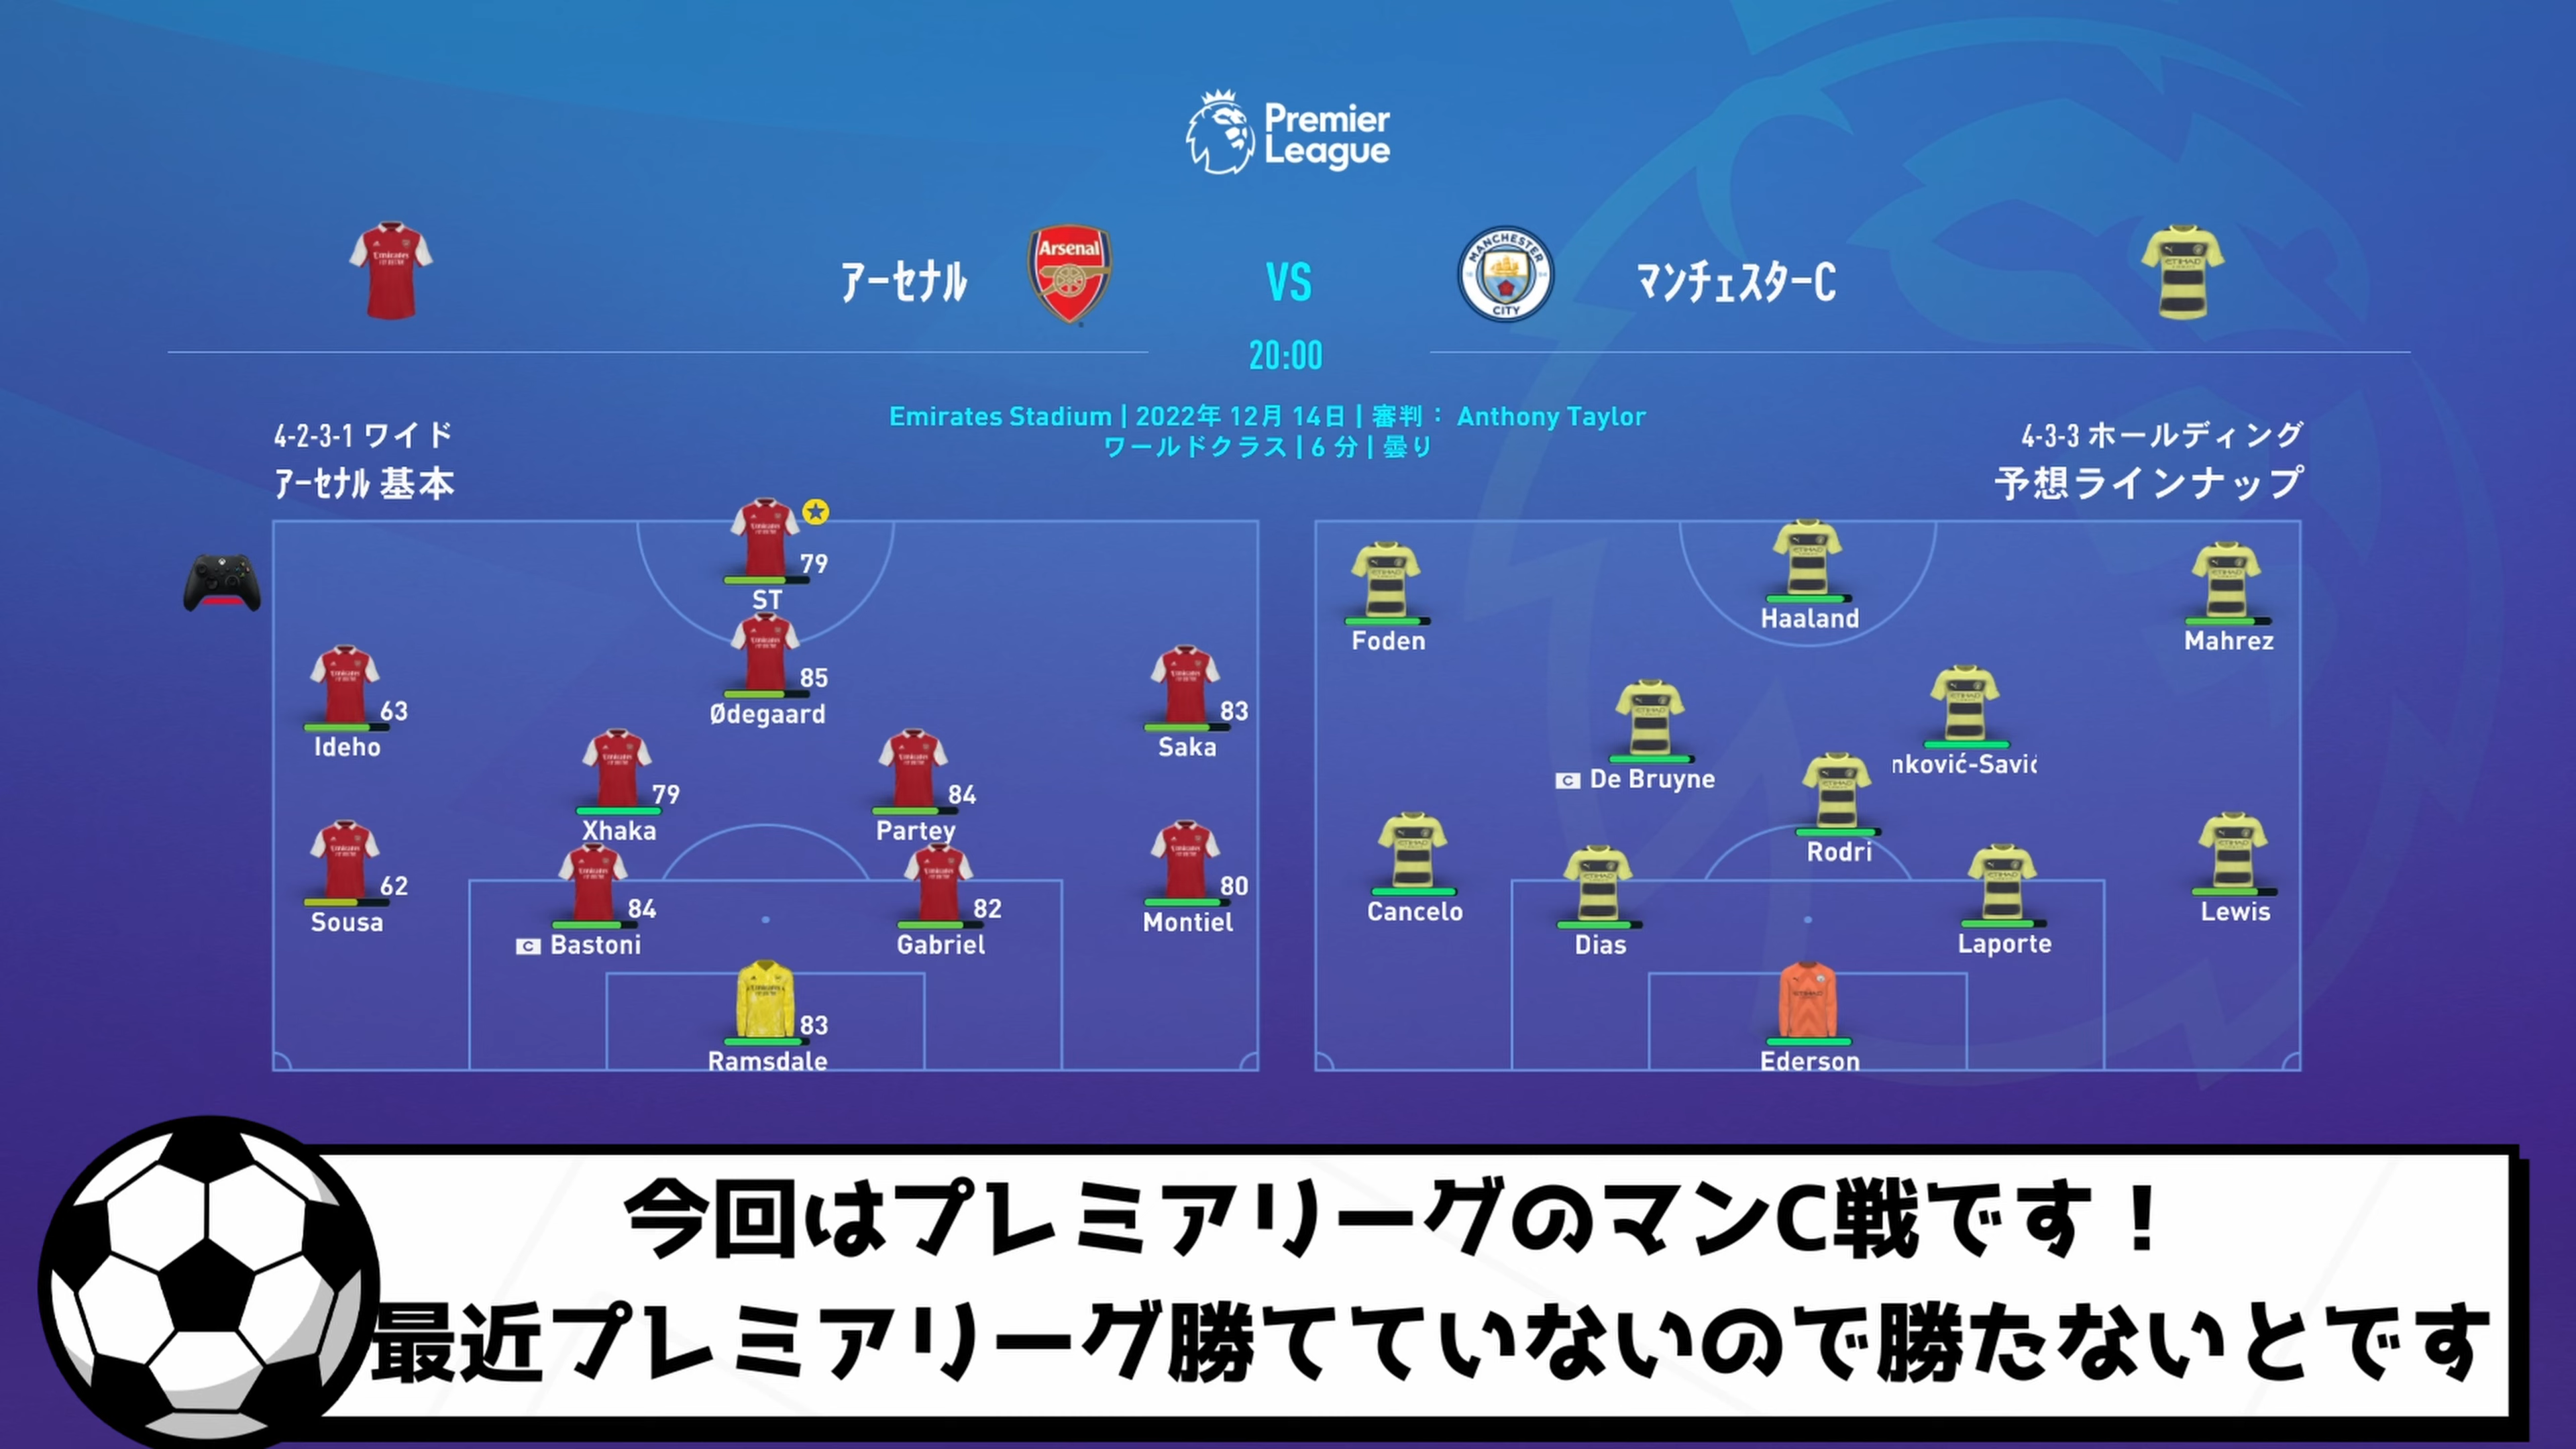 Premier
League
アーセナル
Arsenal
VS
MANCHESTER
CITY
マンチェスターC
20:00
Emirates Stadium | 2022年 12月 14日 | 審判： Anthony Taylor
ワールドクラス | 6 分 | 曇り
4-2-3-1 ワイド
アーセナル 基本
4-3-3 ホールディング
予想ラインナップ
79
ST
85
Ødegaard
63
Ideho
83
Saka
79
Xhaka
84
Partey
62
Sousa
84
C Bastoni
82
Gabriel
80
Montiel
83
Ramsdale
Foden
Haaland
Mahrez
C De Bruyne
nković-Savić
Rodri
Cancelo
Dias
Laporte
Lewis
Ederson
今回はプレミアリーグのマンC戦です！
最近プレミアリーグ勝てていないので勝たないとです